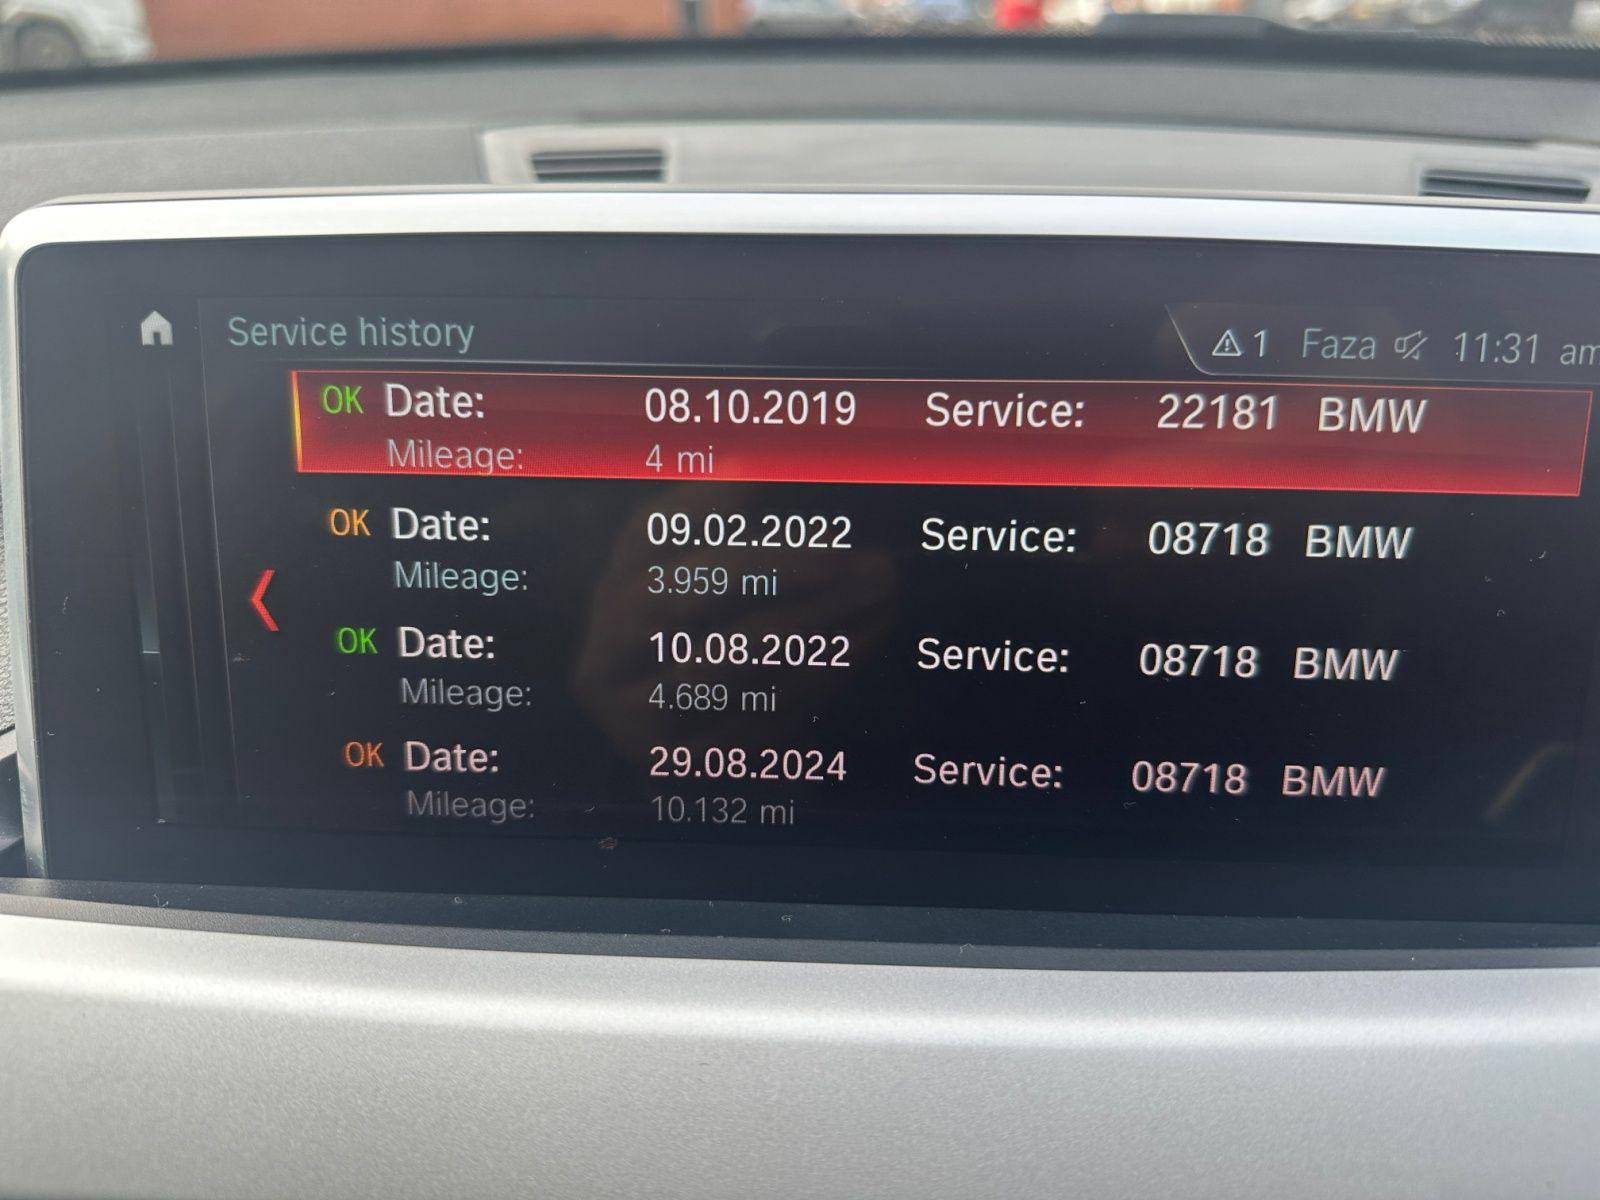 Service history
1 Faza 11:31 am
OK Date: 08.10.2019 Service: 22181 BMW
Mileage: 4 mi
OK Date: 09.02.2022 Service: 08718 BMW
Mileage: 3.959 mi
OK Date: 10.08.2022 Service: 08718 BMW
Mileage: 4.689 mi
OK Date: 29.08.2024 Service: 08718 BMW
Mileage: 10.132 mi